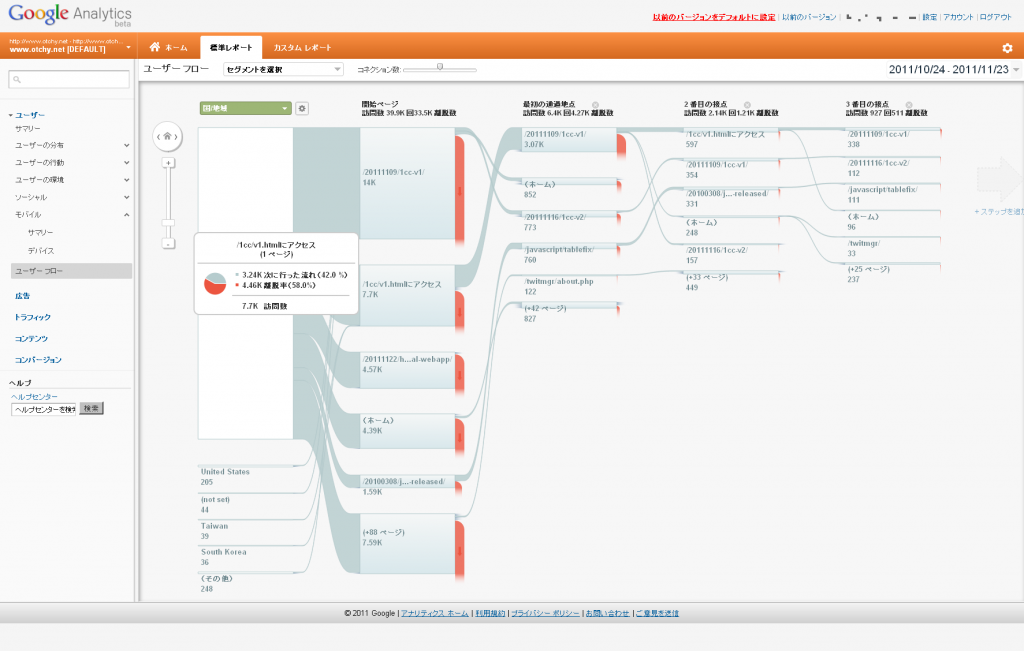 Google Analytics
beta
以前のバージョンをデフォルトに設定 | 以前のバージョン |
設定 | アカウント | ログアウト
www.otchy.net [DEFAULT]
ホーム
標準レポート
カスタム レポート
ユーザー フロー
セグメントを選択
コネクション数:
2011/10/24 - 2011/11/23
ユーザー
サマリー
ユーザーの分布
ユーザーの行動
ユーザーの環境
ソーシャル
モバイル
サマリー
デバイス
ユーザー フロー
広告
トラフィック
コンテンツ
コンバージョン
ヘルプ
ヘルプセンター
ヘルプセンターを検索
検索
国/地域
開始ページ
訪問数 39.9K 回33.5K 離脱数
最初の通過地点
訪問数 6.4K 回4.27K 離脱数
2 番目の接点
訪問数 2.14K 回1.21K 離脱数
3 番目の接点
訪問数 927 回511 離脱数
/1cc/v1.htmlにアクセス
(1 ページ)
3.24K 次に行った流れ (42.0 %)
4.46K 離脱率 (58.0%)
7.7K 訪問数
United States
205
(not set)
44
Taiwan
39
South Korea
36
(その他)
248
/20111109/1cc-v1/
14K
/1cc/v1.htmlにアクセス
7.7K
/20111122/h...al-webapp/
4.57K
(ホーム)
4.39K
/20100308/j...-released/
1.59K
(+88 ページ)
7.59K
/20111109/1cc-v1/
3.07K
(ホーム)
852
/20111116/1cc-v2/
773
/javascript/tablefix/
760
/twitmgr/about.php
122
(+42 ページ)
827
/1cc/v1.htmlにアクセス
597
/20111109/1cc-v1/
354
/20100308/j...-released/
331
(ホーム)
248
/20111116/1cc-v2/
157
(+33 ページ)
449
/20111109/1cc-v1/
338
/20111116/1cc-v2/
112
/javascript/tablefix/
111
(ホーム)
96
/twitmgr/
33
(+25 ページ)
237
+ ステップを追加
© 2011 Google | アナリティクス ホーム | 利用規約 | プライバシー ポリシー | お問い合わせ | ご意見を送信